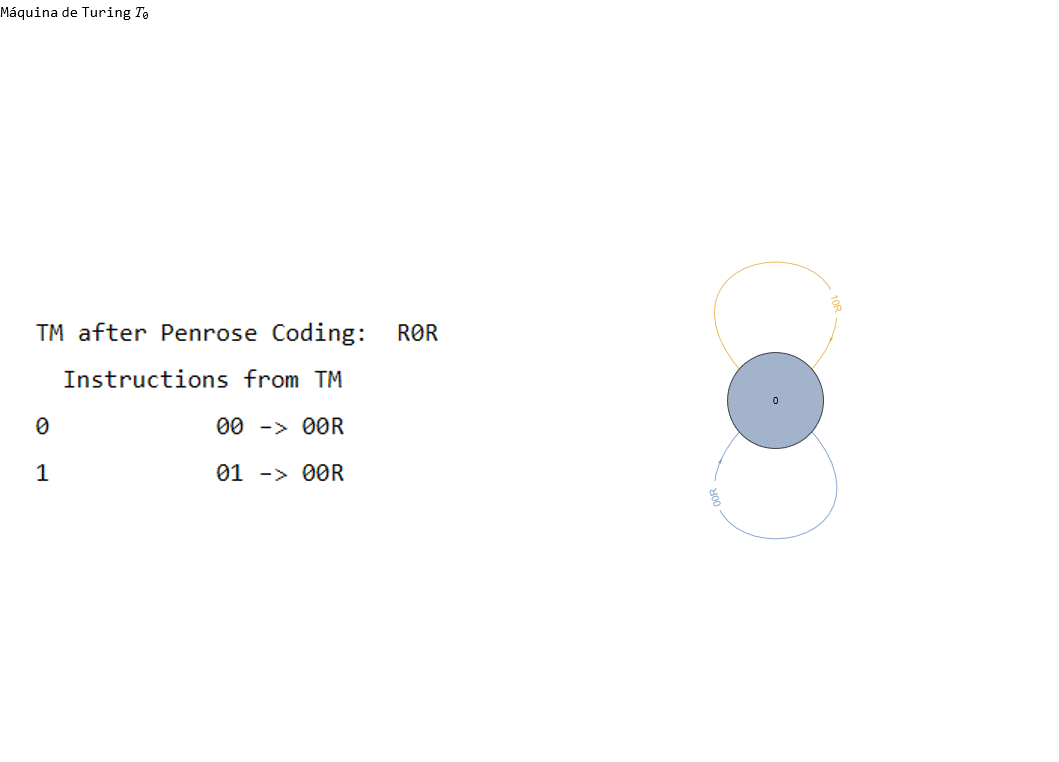 Máquina de Turing T₀
TM after Penrose Coding: R0R
Instructions from TM
0 00 —> 00R
1 01 —> 00R
10R
0
00R